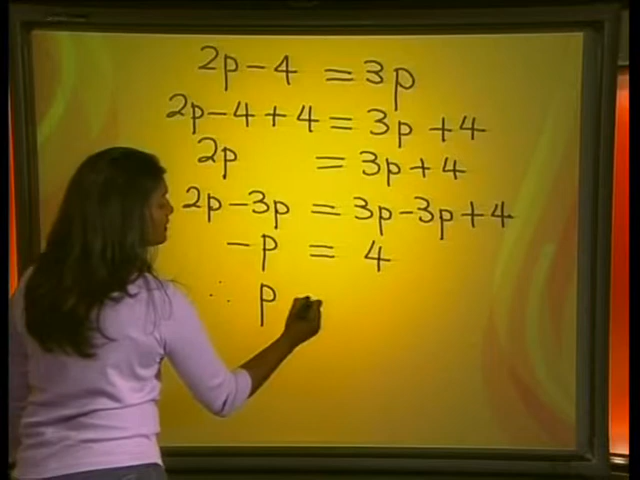 2p - 4 = 3p
2p - 4 + 4 = 3p + 4
2p = 3p + 4
2p - 3p = 3p - 3p + 4
- p = 4
∴ p